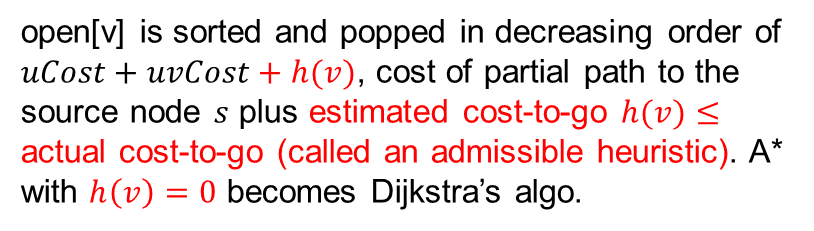 open[v] is sorted and popped in decreasing order of
𝑢𝐶𝑜𝑠𝑡 + 𝑢𝑣𝐶𝑜𝑠𝑡 + ℎ(𝑣), cost of partial path to the
source node 𝑠 plus estimated cost-to-go ℎ(𝑣) ≤
actual cost-to-go (called an admissible heuristic). A*
with ℎ(𝑣) = 0 becomes Dijkstra’s algo.